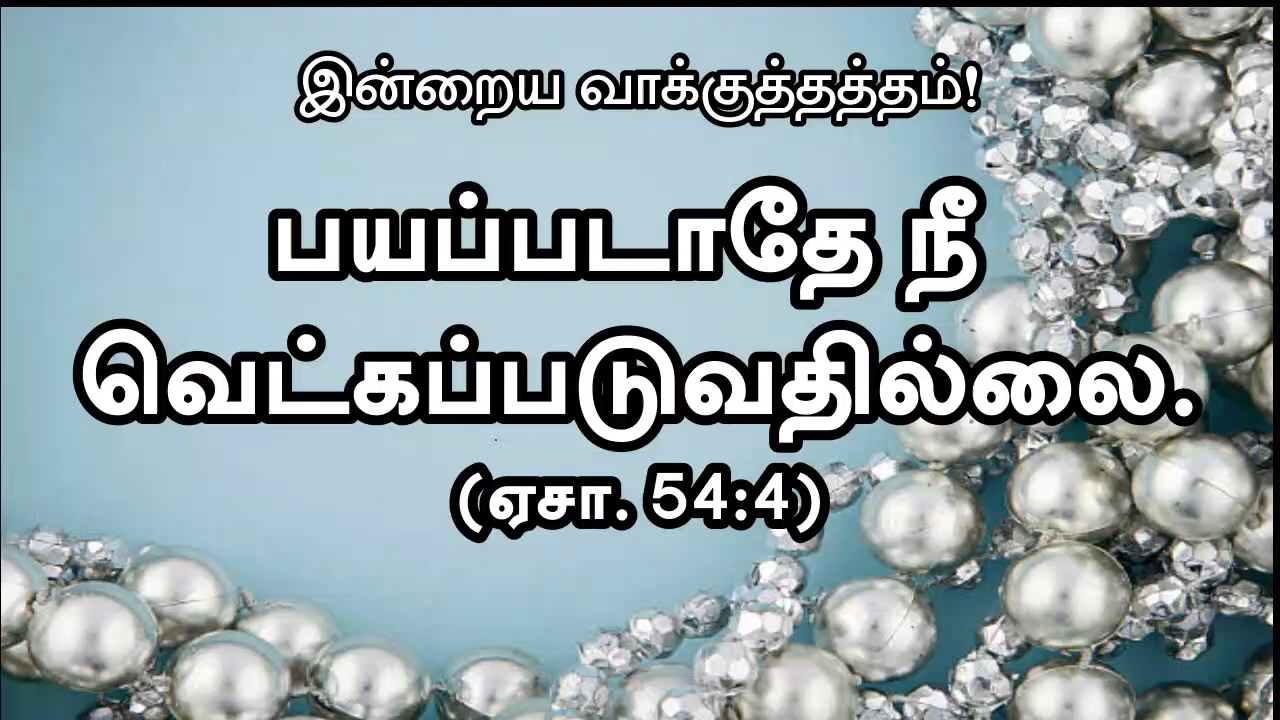 இன்றைய வாக்குத்தத்தம்!
பயப்படாதே நீ
வெட்கப்படுவதில்லை.
(ஏசா. 54:4)